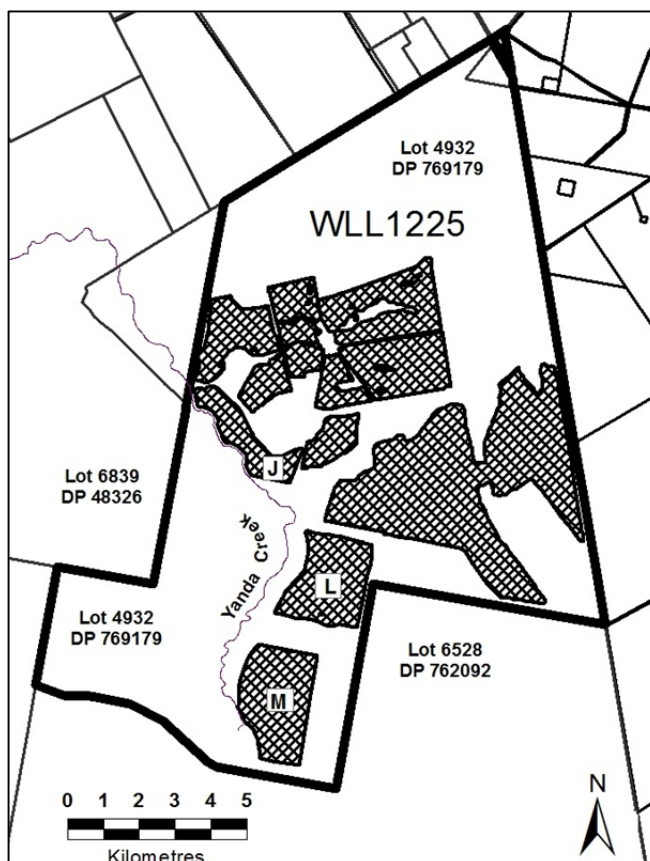 Lot 4932
DP 769179
WLL1225
J
Lot 6839
DP 48326
Yanda Creek
L
Lot 4932
DP 769179
Lot 6528
DP 762092
M
N
0 1 2 3 4 5
Kilometres